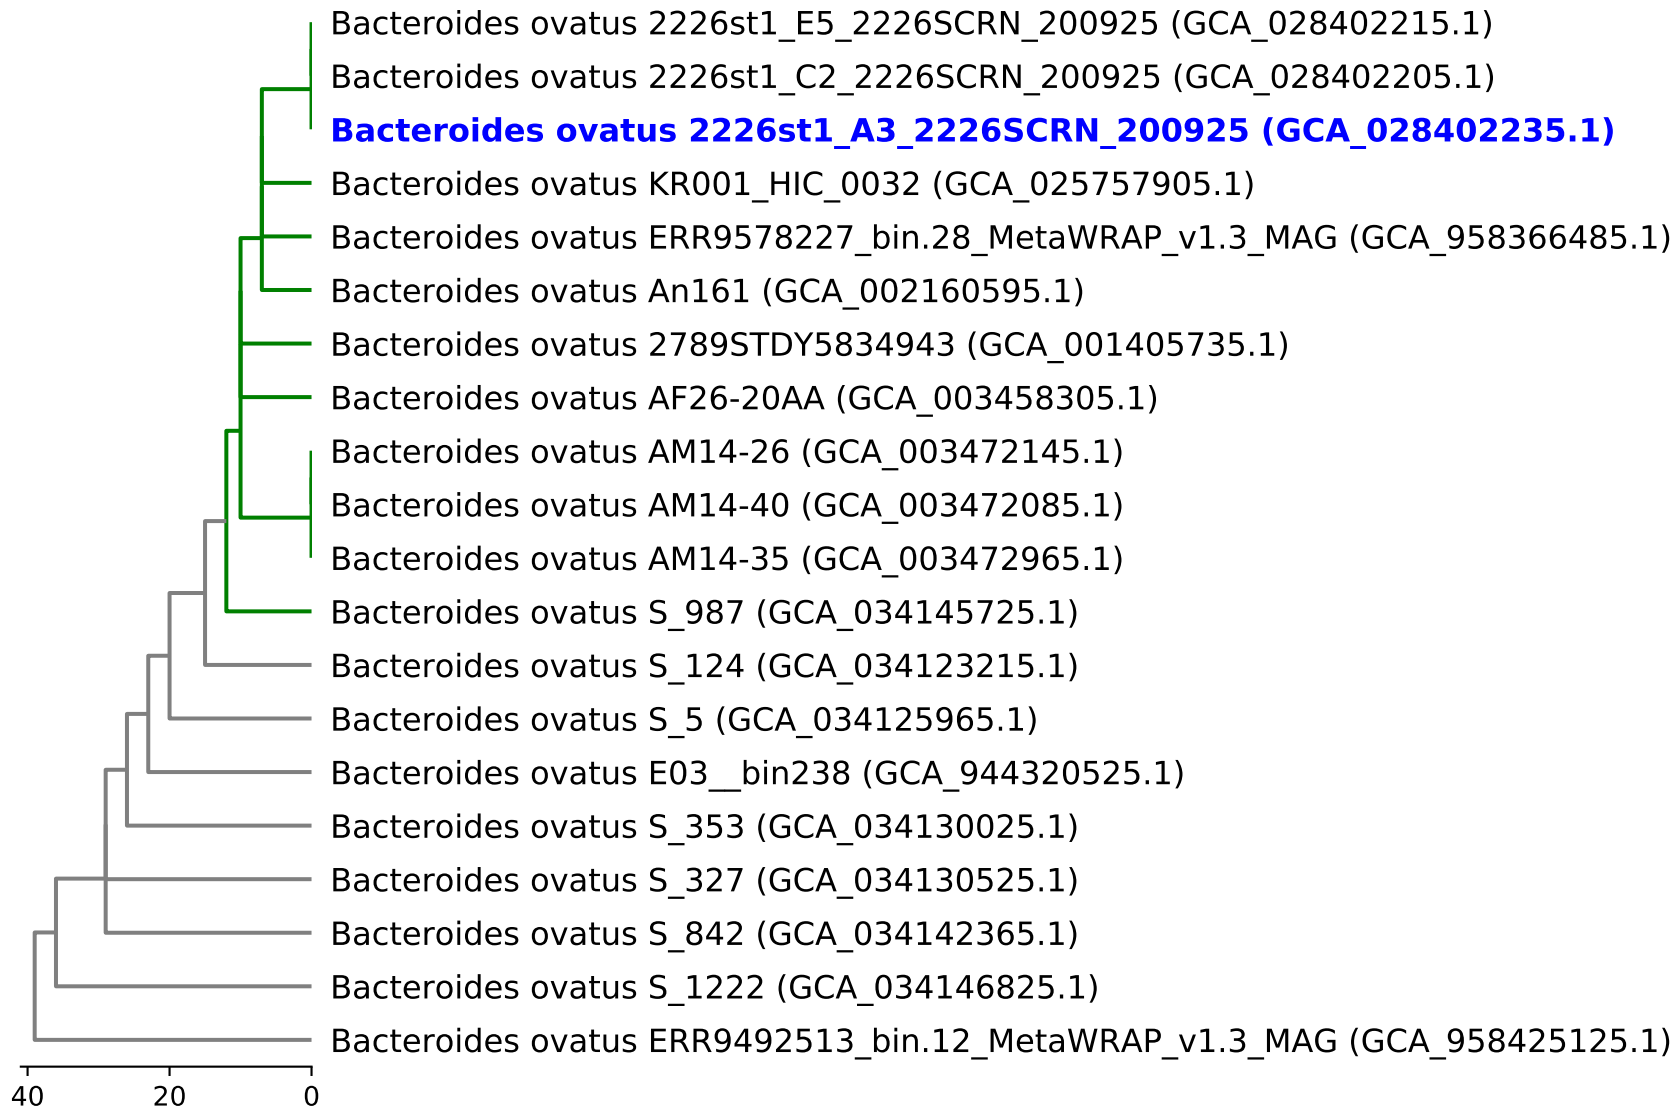 Bacteroides ovatus 2226st1_E5_2226SCRN_200925 (GCA_028402215.1)
Bacteroides ovatus 2226st1_C2_2226SCRN_200925 (GCA_028402205.1)
Bacteroides ovatus 2226st1_A3_2226SCRN_200925 (GCA_028402235.1)
Bacteroides ovatus KR001_HIC_0032 (GCA_025757905.1)
Bacteroides ovatus ERR9578227_bin.28_MetaWRAP_v1.3_MAG (GCA_958366485.1)
Bacteroides ovatus An161 (GCA_002160595.1)
Bacteroides ovatus 2789STDY5834943 (GCA_001405735.1)
Bacteroides ovatus AF26-20AA (GCA_003458305.1)
Bacteroides ovatus AM14-26 (GCA_003472145.1)
Bacteroides ovatus AM14-40 (GCA_003472085.1)
Bacteroides ovatus AM14-35 (GCA_003472965.1)
Bacteroides ovatus S_987 (GCA_034145725.1)
Bacteroides ovatus S_124 (GCA_034123215.1)
Bacteroides ovatus S_5 (GCA_034125965.1)
Bacteroides ovatus E03__bin238 (GCA_944320525.1)
Bacteroides ovatus S_353 (GCA_034130025.1)
Bacteroides ovatus S_327 (GCA_034130525.1)
Bacteroides ovatus S_842 (GCA_034142365.1)
Bacteroides ovatus S_1222 (GCA_034146825.1)
Bacteroides ovatus ERR9492513_bin.12_MetaWRAP_v1.3_MAG (GCA_958425125.1)
40 20 0